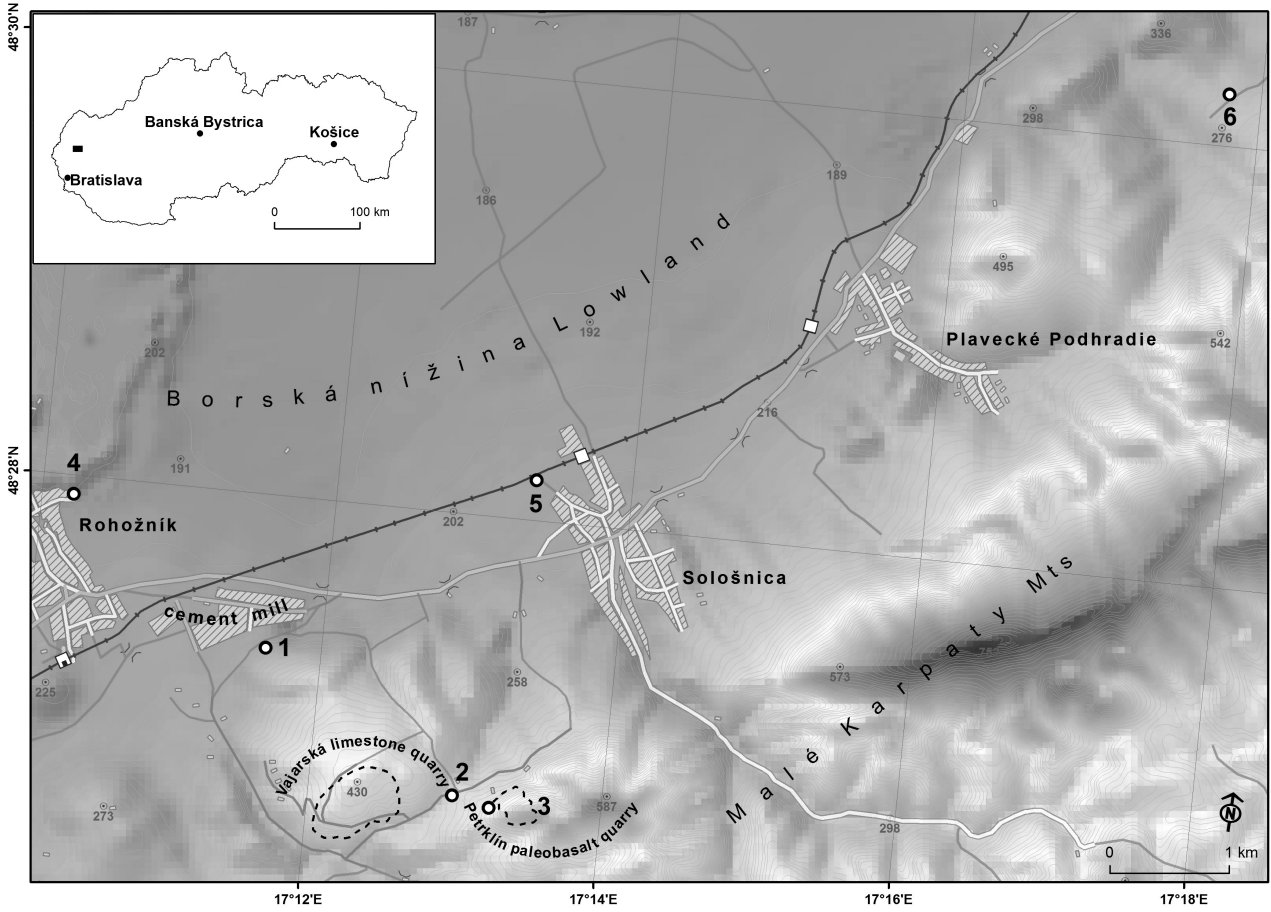 48°30'N
187
336
6
276
298
Banská Bystrica
Košice
Bratislava
0 100 km
189
186
495
Borská nížina Lowland
192
202
Plavecké Podhradie
542
216
191
4
48°28'N
5
202
Rohožník
Sološnica
cement mill
1
573
Malé Karpaty Mts
225
258
Vajarská limestone quarry
430
2
3
587
Petrklín paleobasalt quarry
273
298
N
0 1 km
17°12'E
17°14'E
17°16'E
17°18'E